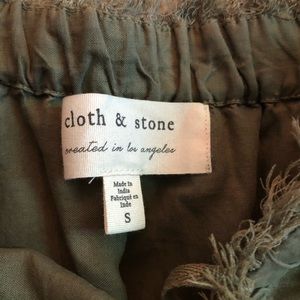 cloth & stone
created in los angeles
Made in
India
Fabriqué en
Inde
S